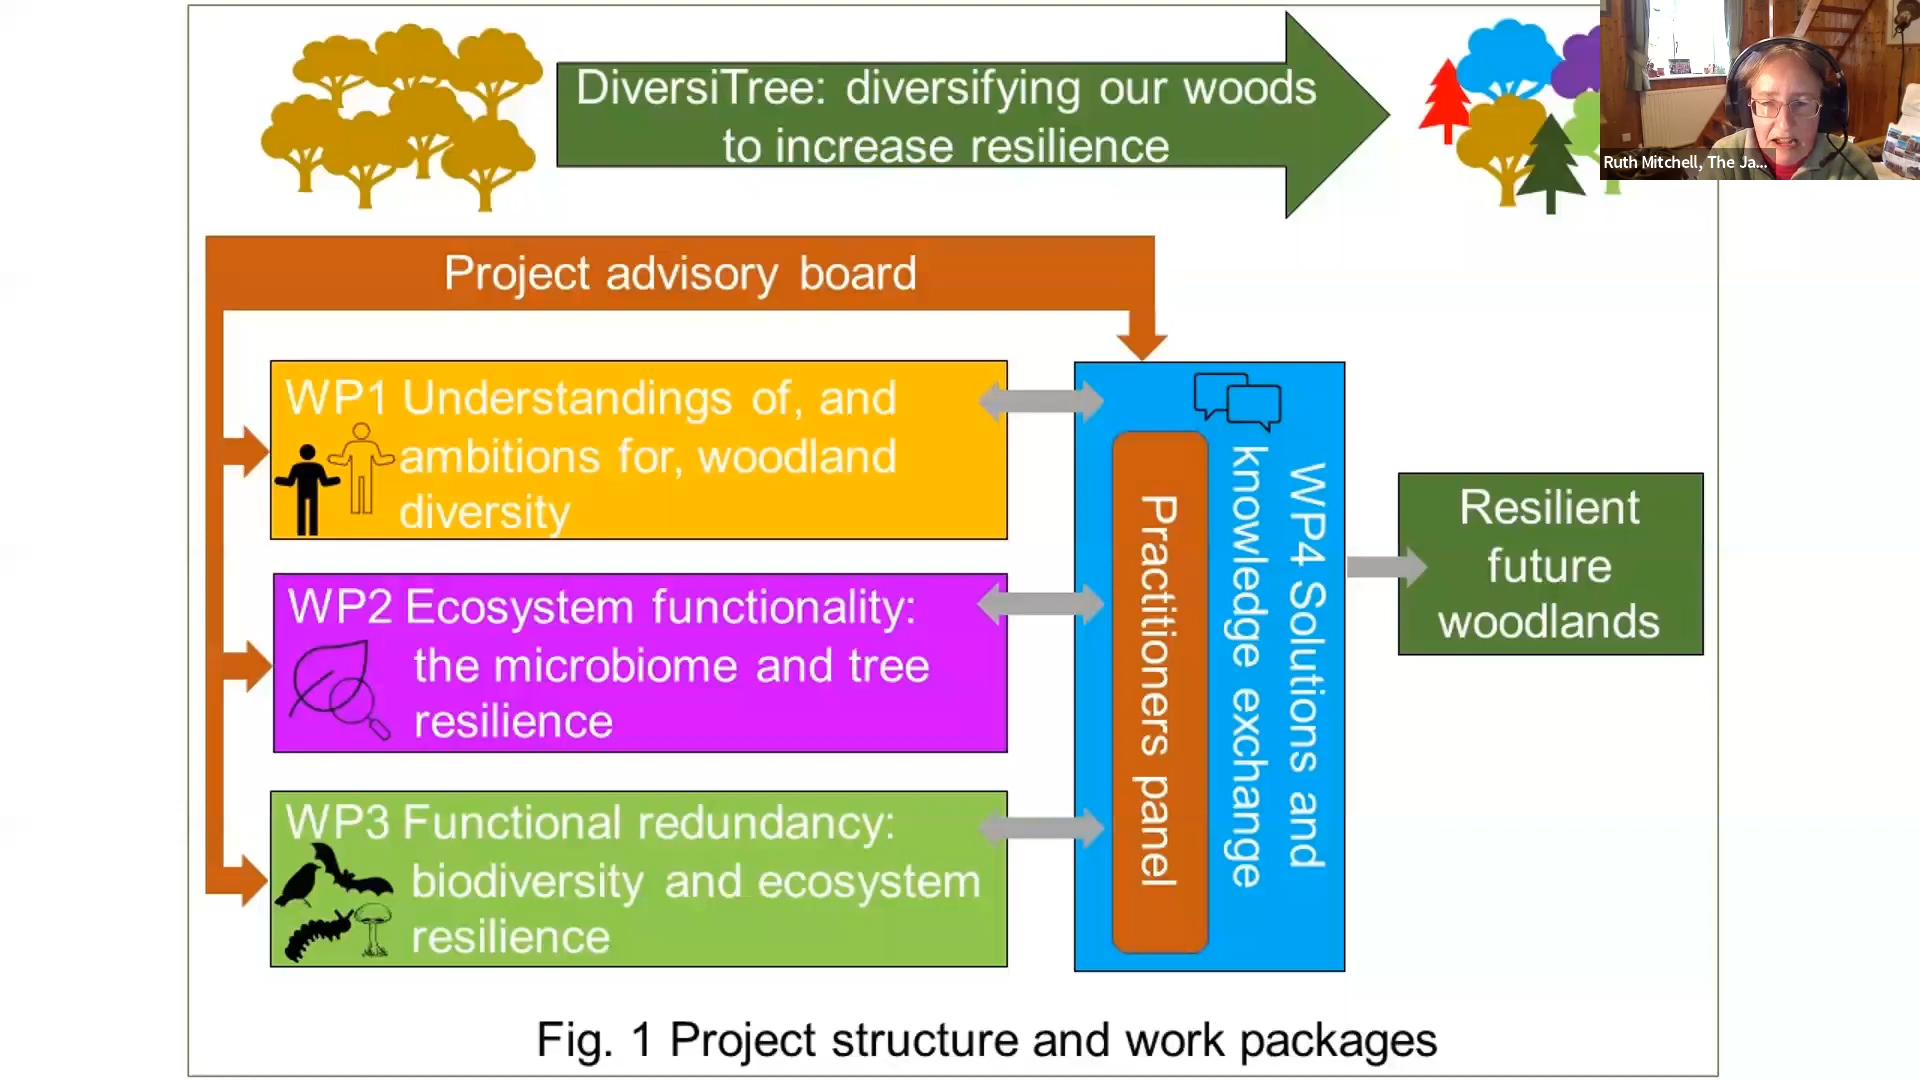 DiversiTree: diversifying our woods
to increase resilience
Ruth Mitchell, The Ja...
Project advisory board
WP1 Understandings of, and
ambitions for, woodland
diversity
WP2 Ecosystem functionality:
the microbiome and tree
resilience
WP3 Functional redundancy:
biodiversity and ecosystem
resilience
Practitioners panel
WP4 Solutions and
knowledge exchange
Resilient
future
woodlands
Fig. 1 Project structure and work packages